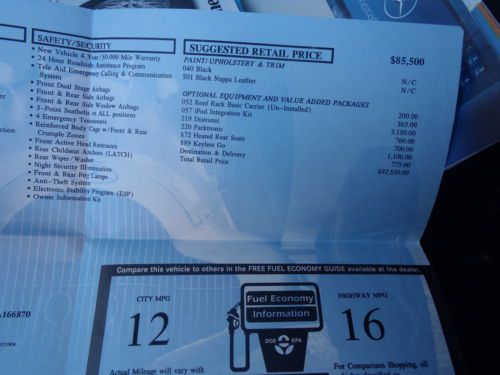 SAFETY/SECURITY
• New Vehicle 4 Year/50,000 Mile Warranty
• 24 Hour Roadside Assistance Program
• Tele Aid Emergency Calling & Communication
System
• Front Dual Stage Airbags
• Front & Rear Side Airbags
• Front & Rear Side Window Airbags
• 3-Point Seatbelts in ALL positions
• 4 Emergency Tensioners
• Reinforced Body Cage w/Front & Rear
Crumple Zones
• Front Active Head Restraints
• Rear Childseat Anchors (LATCH)
• Rear Wiper/Washer
• Night Security Illumination
• Front & Rear Fog Lamps
• Anti-Theft System
• Electronic Stability Program (ESP)
• Owner Information Kit
SUGGESTED RETAIL PRICE $85,500
PAINT/UPHOLSTERY & TRIM
040 Black N/C
501 Black Nappa Leather N/C
OPTIONAL EQUIPMENT AND VALUE ADDED PACKAGES
052 Roof Rack Basic Carrier (Un-Installed) 200.00
057 iPod Integration Kit 365.00
219 Distronic 3,150.00
220 Parktronic 760.00
872 Heated Rear Seats 700.00
889 Keyless Go 1,100.00
Destination & Delivery 775.00
Total Retail Price $92,550.00
Compare this vehicle to others in the FREE FUEL ECONOMY GUIDE available at the dealer.
CITY MPG
12
Fuel Economy
Information
DOE EPA
HIGHWAY MPG
16
A166870
Actual Mileage will vary with
For Comparison Shopping, all